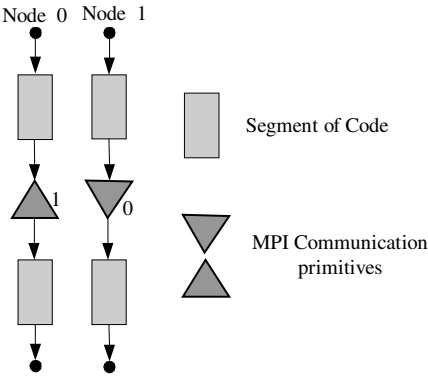 Node 0 Node 1
Segment of Code
1
0
MPI Communication
primitives